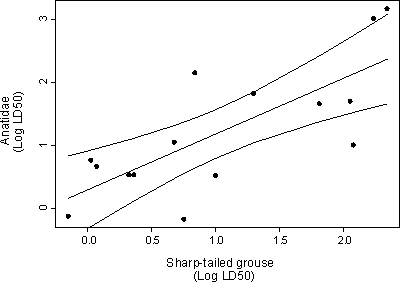 3
2
1
0
Anatidae
(Log LD50)
0.0 0.5 1.0 1.5 2.0
Sharp-tailed grouse
(Log LD50)